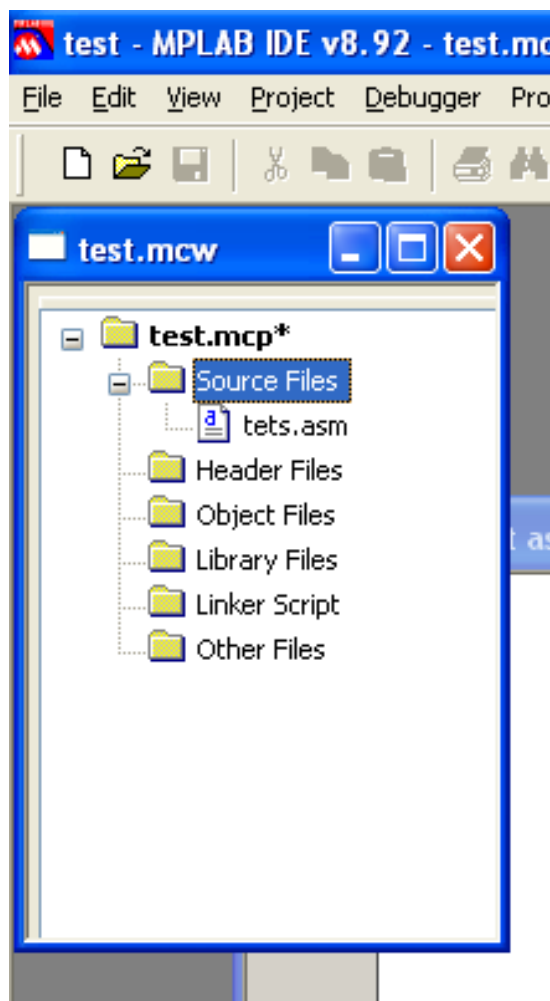 test - MPLAB IDE v8.92 - test.mc
File Edit View Project Debugger Pro
test.mcw
test.mcp*
Source Files
a tets.asm
Header Files
t as
Object Files
Library Files
Linker Script
Other Files